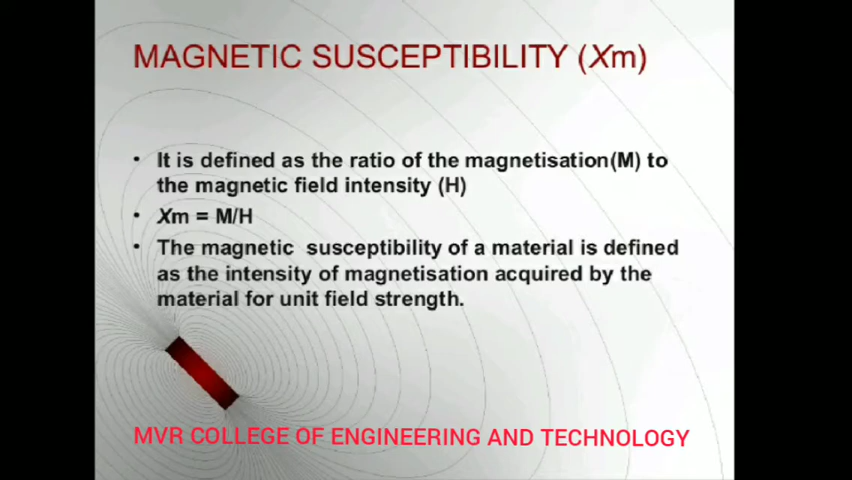 MAGNETIC SUSCEPTIBILITY (Xm)
• It is defined as the ratio of the magnetisation(M) to
the magnetic field intensity (H)
• Xm = M/H
• The magnetic susceptibility of a material is defined
as the intensity of magnetisation acquired by the
material for unit field strength.
MVR COLLEGE OF ENGINEERING AND TECHNOLOGY